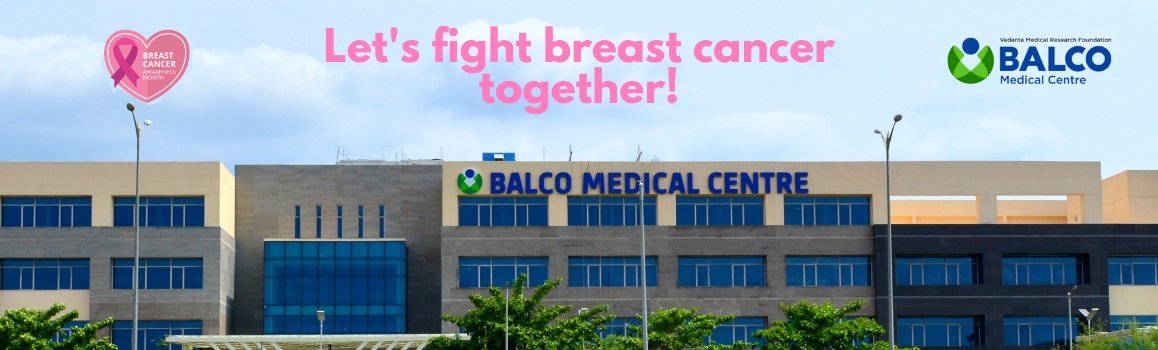 BREAST
CANCER
AWARENESS
MONTH
Let's fight breast cancer
together!
Vedanta Medical Research Foundation
BALCO
Medical Centre
BALCO MEDICAL CENTRE